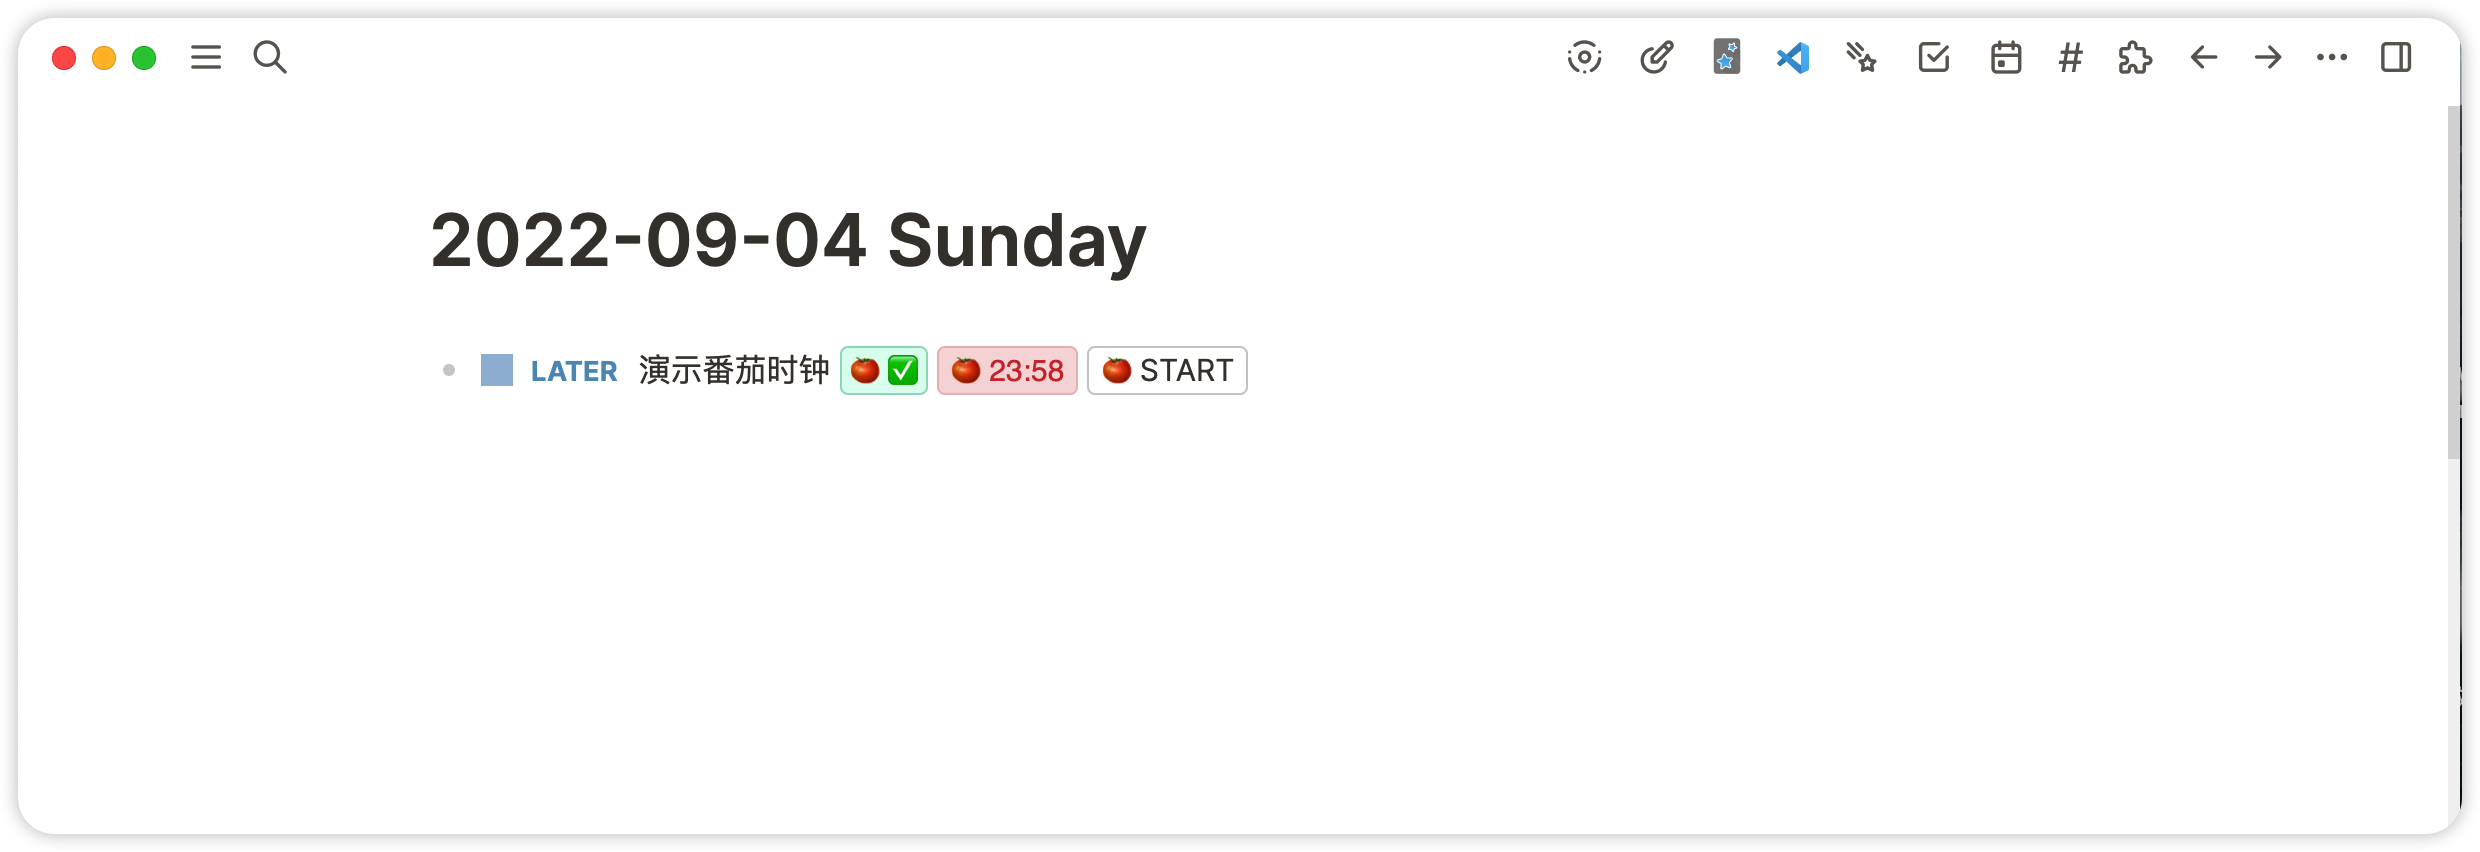 2022-09-04 Sunday
LATER 演示番茄时钟 🍅 ✅ 🍅 23:58 🍅 START